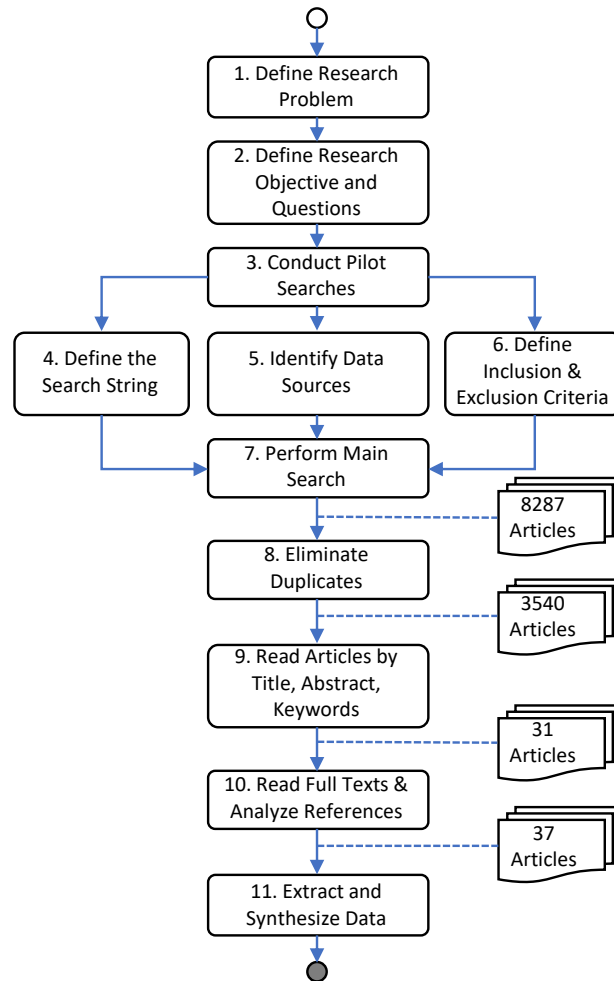 1. Define Research
Problem
2. Define Research
Objective and
Questions
3. Conduct Pilot
Searches
4. Define the
Search String
5. Identify Data
Sources
6. Define
Inclusion &
Exclusion Criteria
7. Perform Main
Search
8287
Articles
8. Eliminate
Duplicates
3540
Articles
9. Read Articles by
Title, Abstract,
Keywords
31
Articles
10. Read Full Texts &
Analyze References
37
Articles
11. Extract and
Synthesize Data